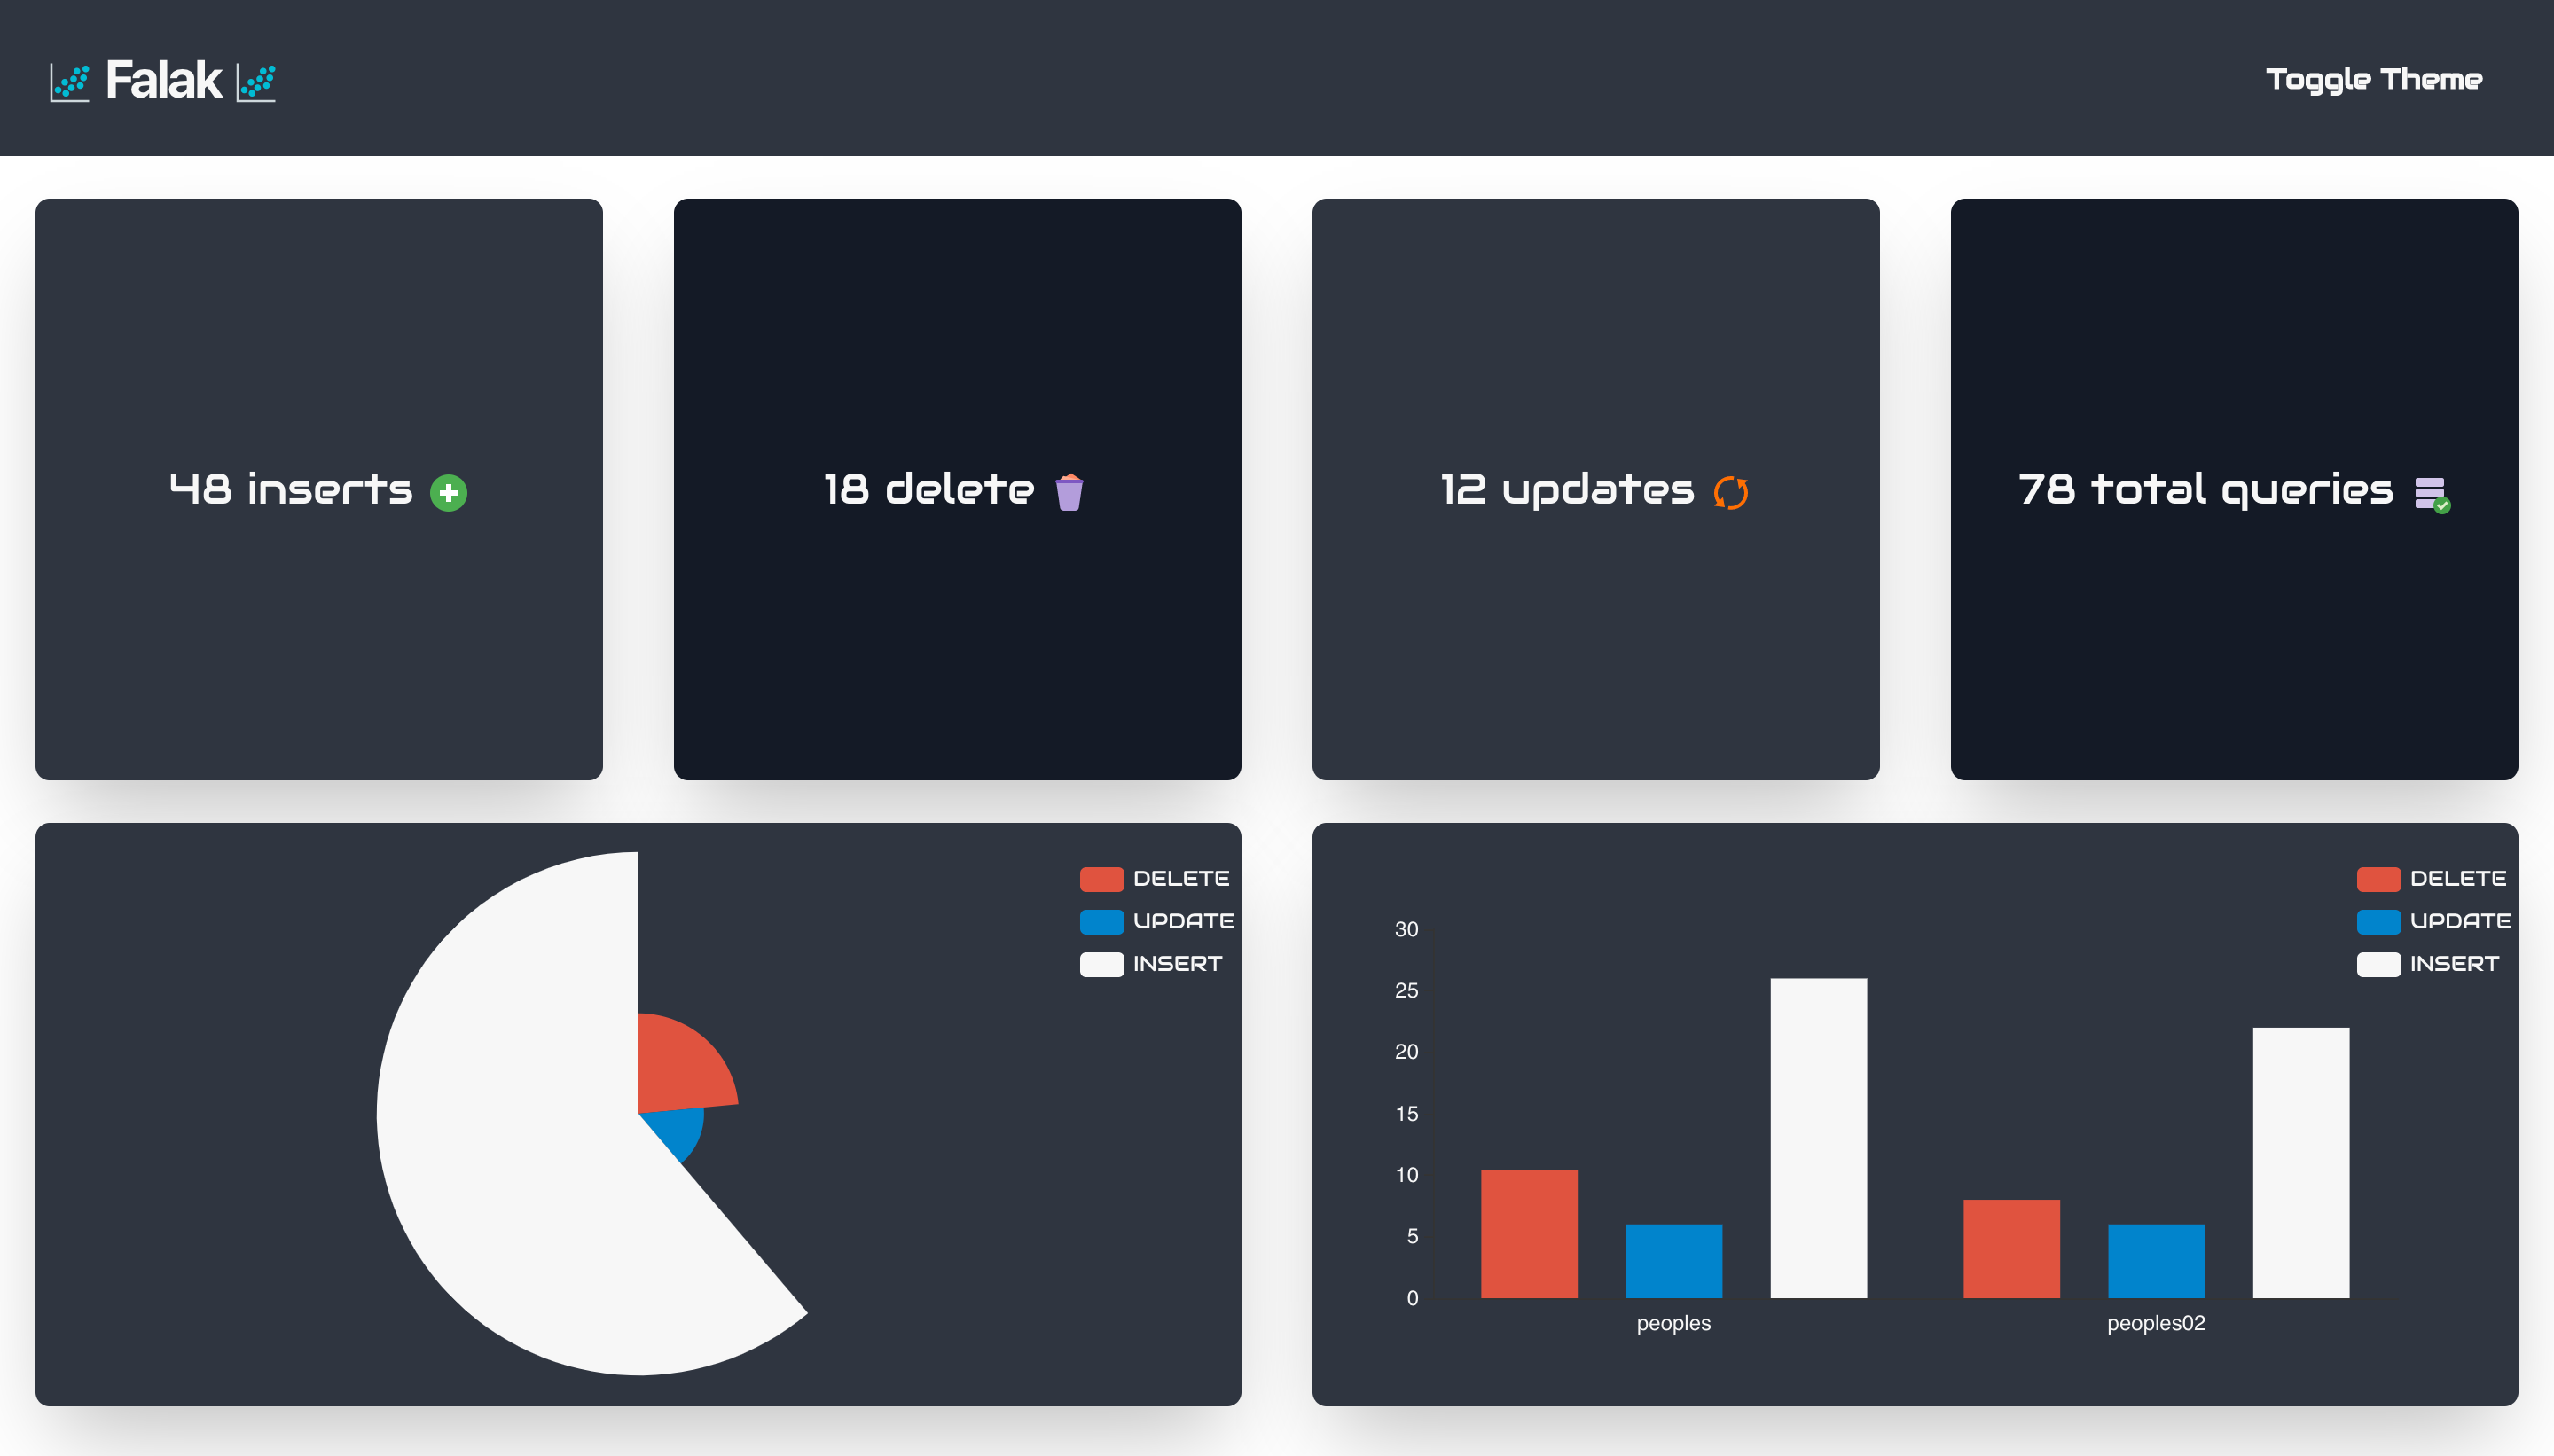 Falak
Toggle Theme
48 inserts
18 delete
12 updates
78 total queries
DELETE
UPDATE
INSERT
DELETE
UPDATE
INSERT
30
25
20
15
10
5
0
peoples
peoples02